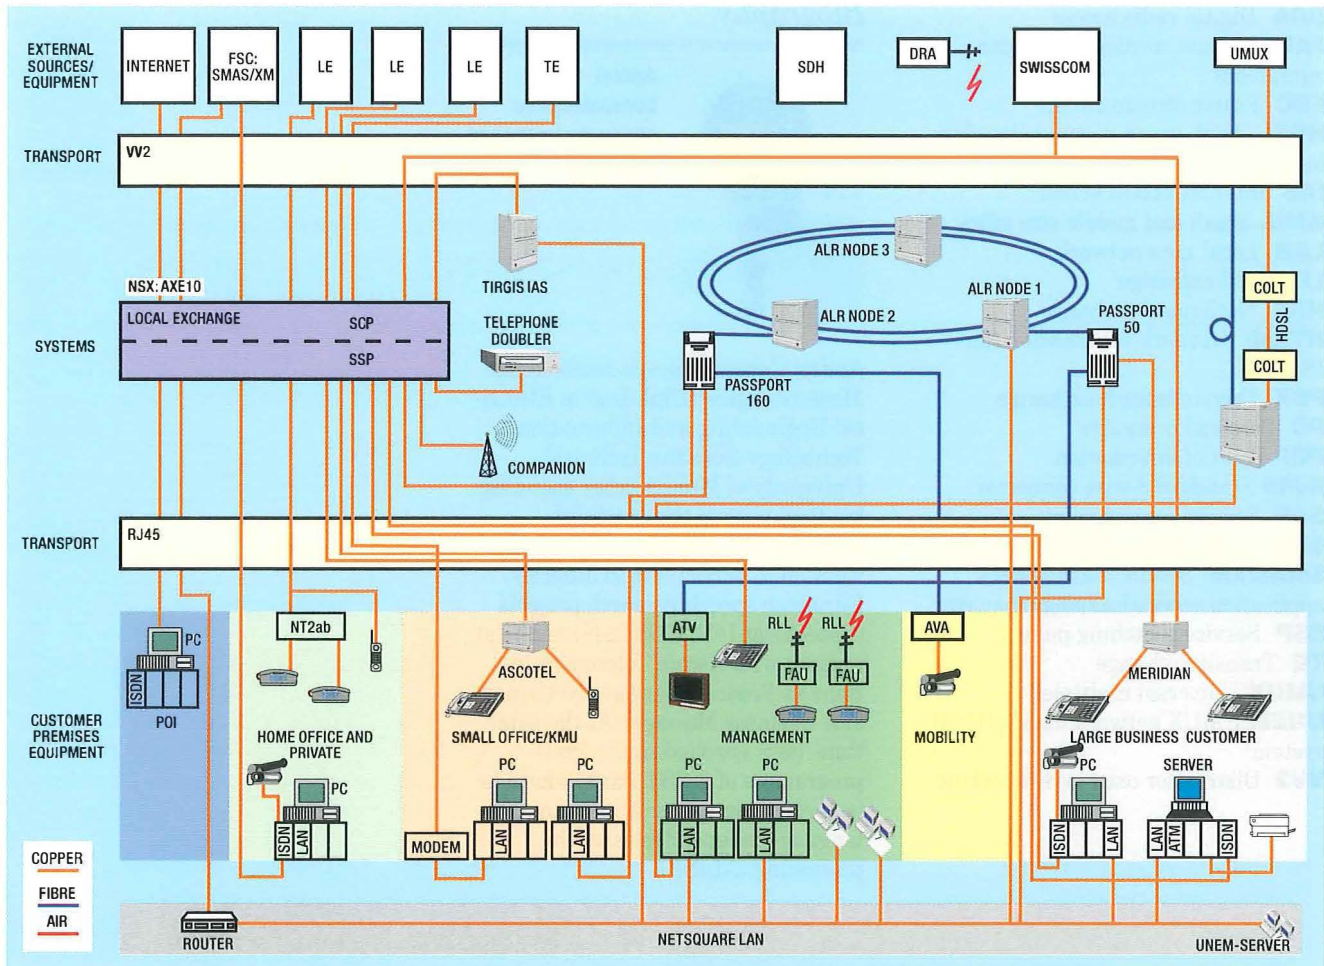 EXTERNAL
SOURCES/
EQUIPMENT
INTERNET
FSC:
SMAS/XM
LE
LE
LE
TE
SDH
DRA
SWISSCOM
UMUX
TRANSPORT
VV2
TIRGIS IAS
ALR NODE 3
ALR NODE 2
ALR NODE 1
NSX: AXE10
SYSTEMS
LOCAL EXCHANGE
SCP
SSP
TELEPHONE
DOUBLER
PASSPORT
160
PASSPORT
50
COLT
HDSL
COLT
COMPANION
TRANSPORT
RJ45
CUSTOMER
PREMISES
EQUIPMENT
PC
ISDN
POI
NT2ab
HOME OFFICE AND
PRIVATE
PC
ISDN
LAN
ASCOTEL
SMALL OFFICE/KMU
MODEM
PC
LAN
PC
LAN
ATV
RLL
RLL
FAU
FAU
MANAGEMENT
PC
LAN
PC
LAN
AVA
MOBILITY
MERIDIAN
LARGE BUSINESS CUSTOMER
PC
ISDN
LAN
SERVER
LAN
ATM
ISDN
COPPER
FIBRE
AIR
ROUTER
NETSQUARE LAN
UNEM-SERVER